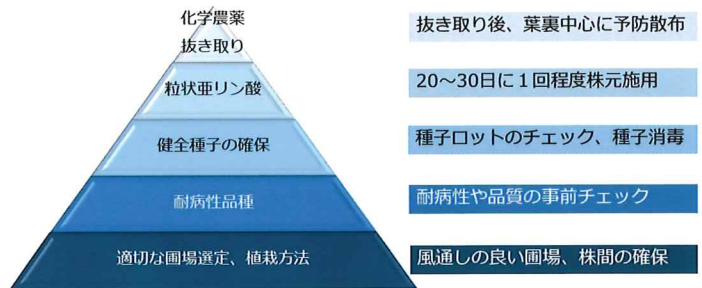 化学農薬
抜き取り
抜き取り後、葉裏中心に予防散布
粒状亜リン酸
20～30日に１回程度株元施用
健全種子の確保
種子ロットのチェック、種子消毒
耐病性品種
耐病性や品質の事前チェック
適切な圃場選定、植栽方法
風通しの良い圃場、株間の確保